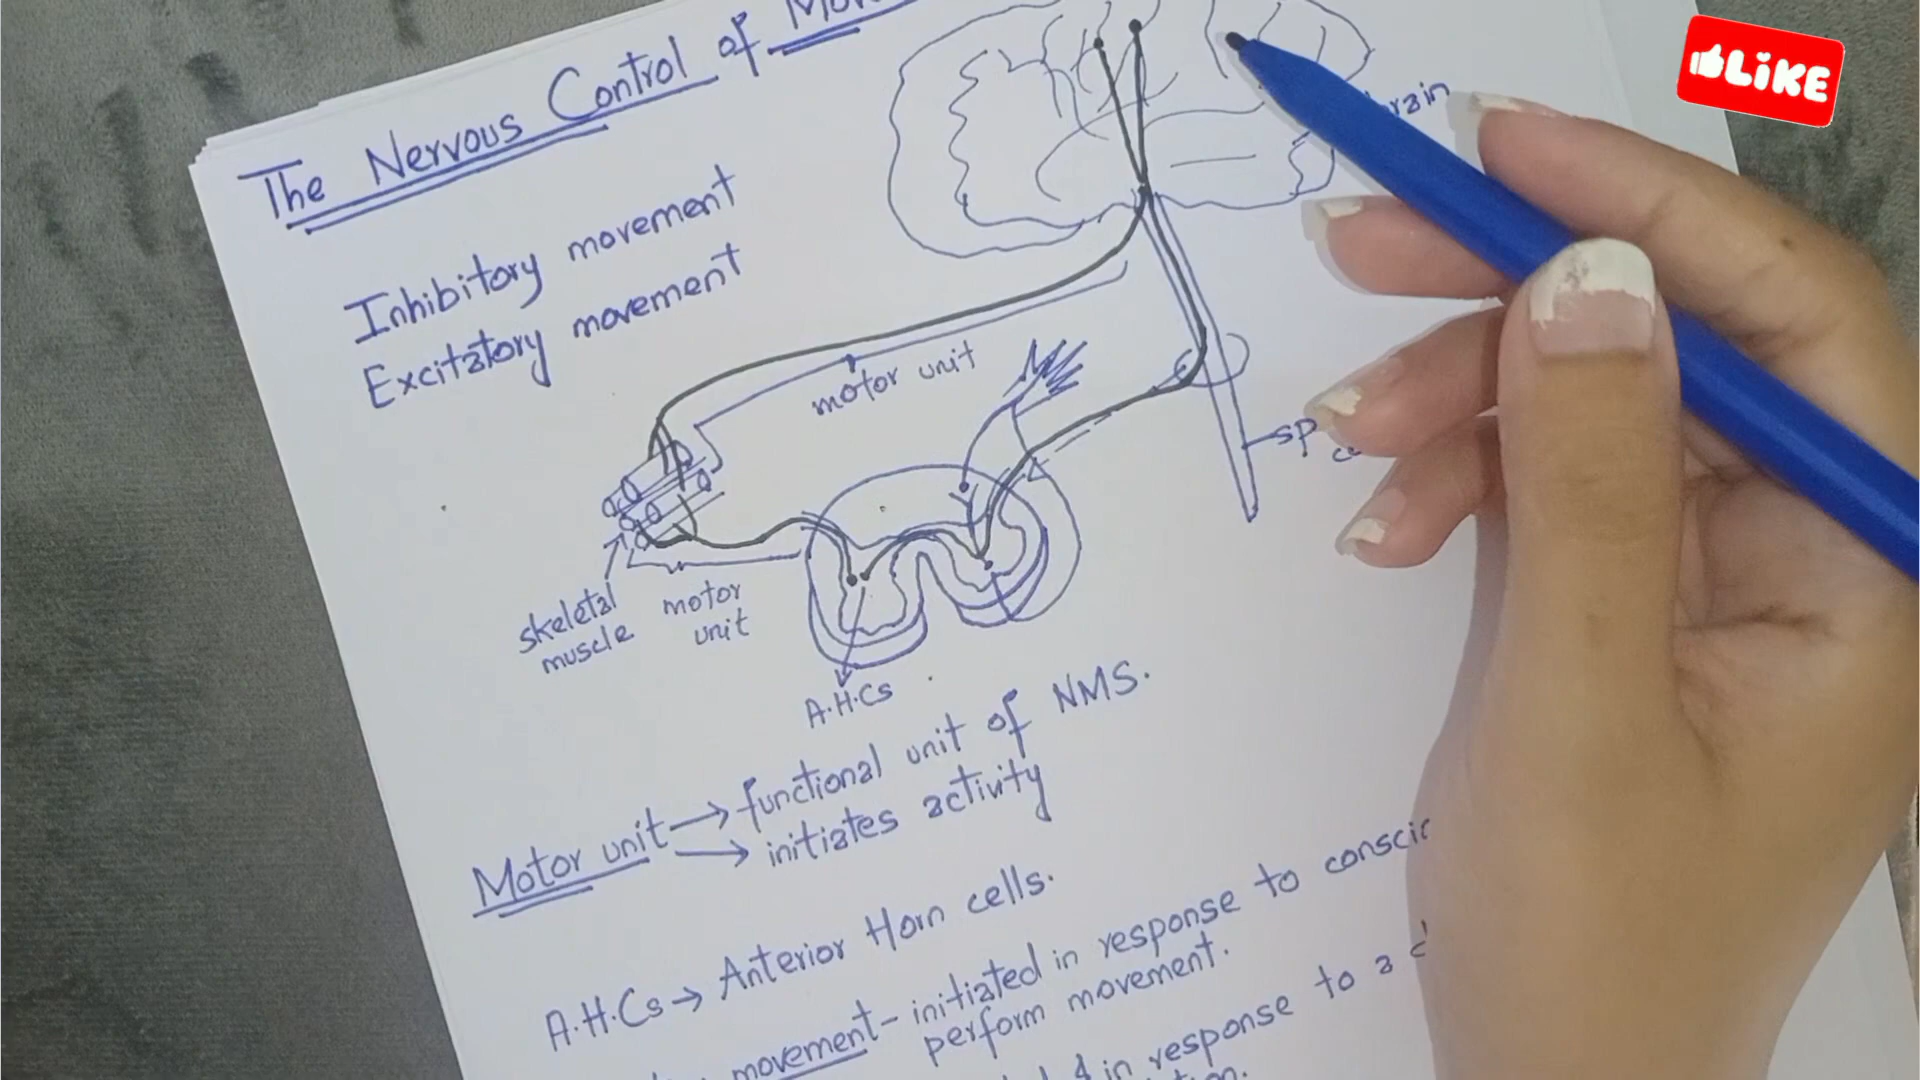 The Nervous Control of
Inhibitory movement
Excitatory movement
brain
motor unit
skeletal
muscle
motor
unit
A.H.Cs
Motor unit → functional unit of NMS.
→ initiates activity
A.H.Cs → Anterior Horn cells.
movement - initiated in response to
perform movement.
in response to a
LIKE